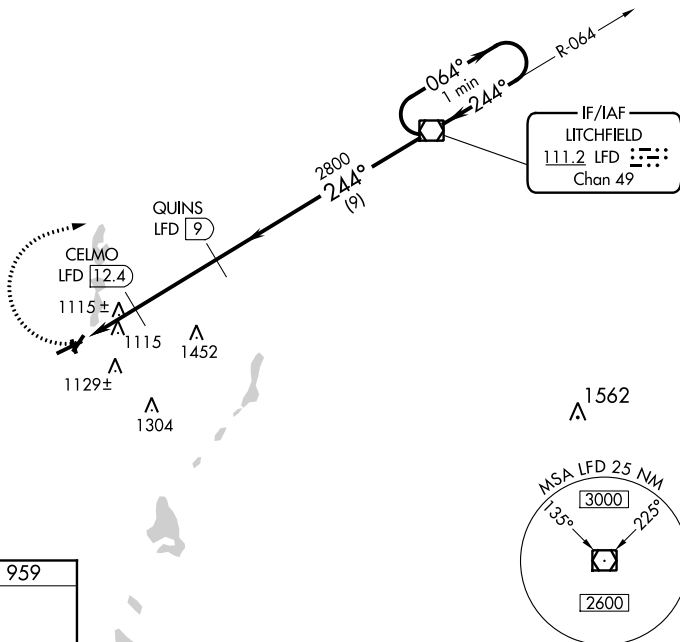 R-064
064°
1 min
244°
IF/IAF
LITCHFIELD
111.2 LFD
Chan 49
2800
244°
(9)
QUINS
LFD 9
CELMO
LFD 12.4
1115 ±
1115
1452
1129±
1304
1562
MSA LFD 25 NM
3000
135°
225°
2600
959